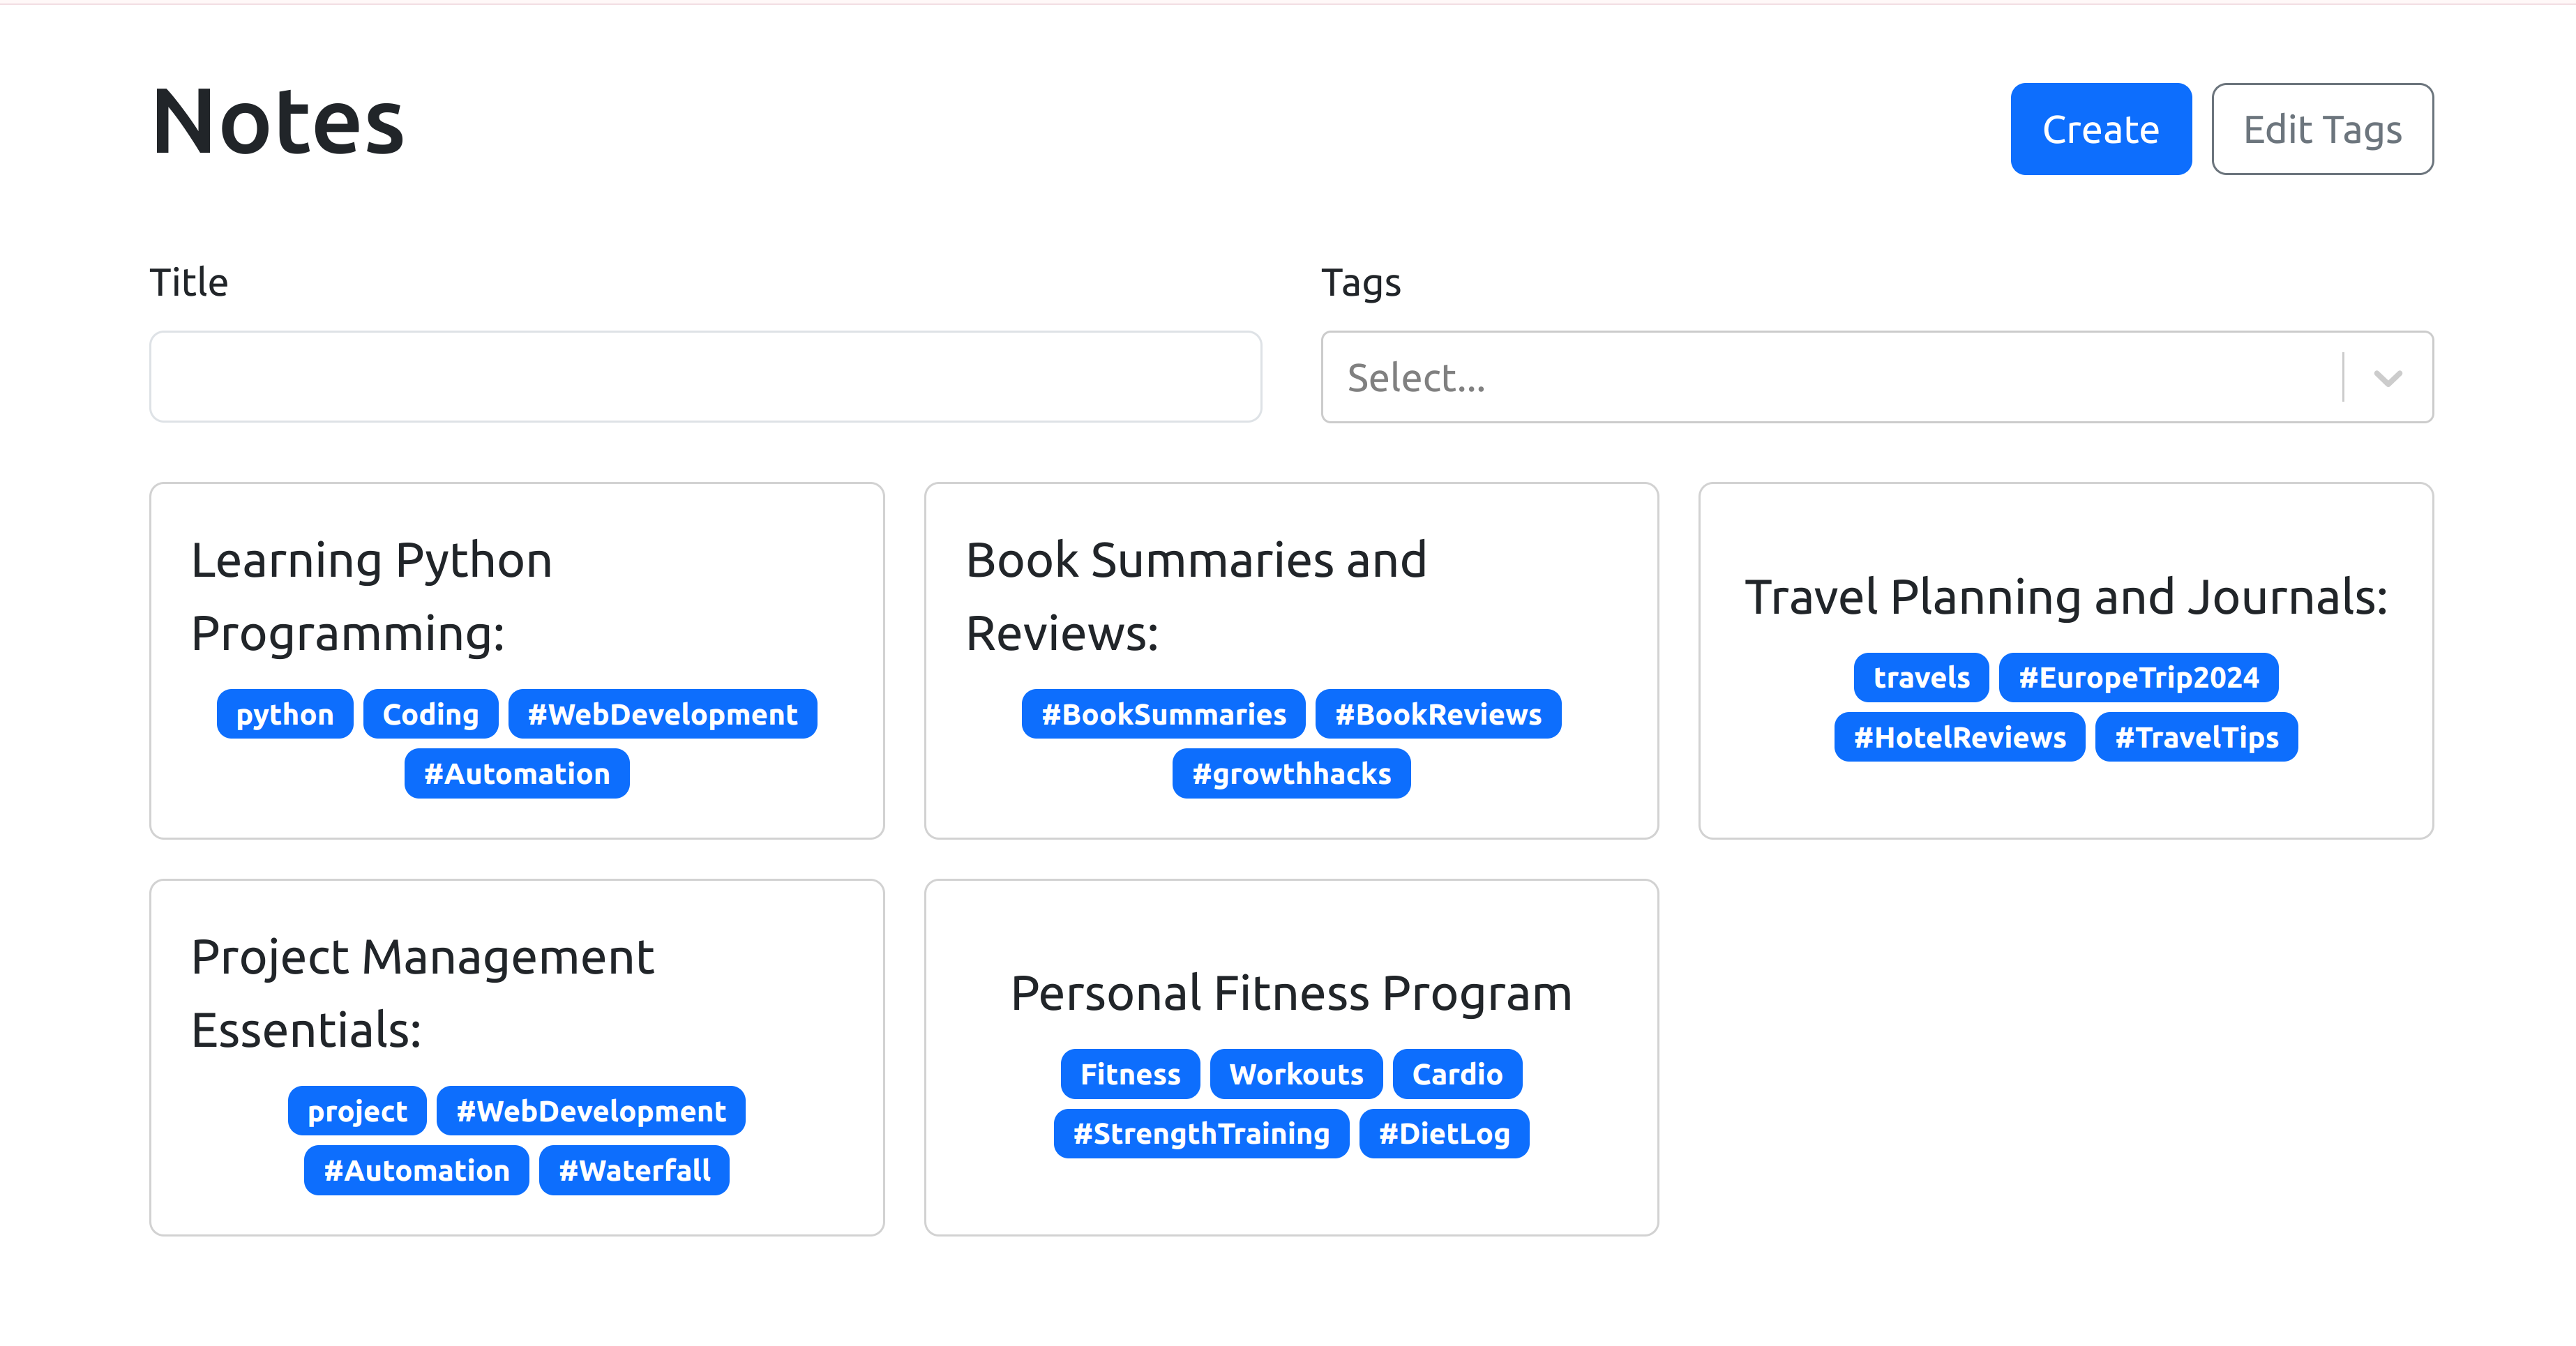 Notes
Create Edit Tags
Title
Tags
Select...
Learning Python
Programming:
python Coding #WebDevelopment
#Automation
Book Summaries and
Reviews:
#BookSummaries #BookReviews
#growthhacks
Travel Planning and Journals:
travels #EuropeTrip2024
#HotelReviews #TravelTips
Project Management
Essentials:
project #WebDevelopment
#Automation #Waterfall
Personal Fitness Program
Fitness Workouts Cardio
#StrengthTraining #DietLog